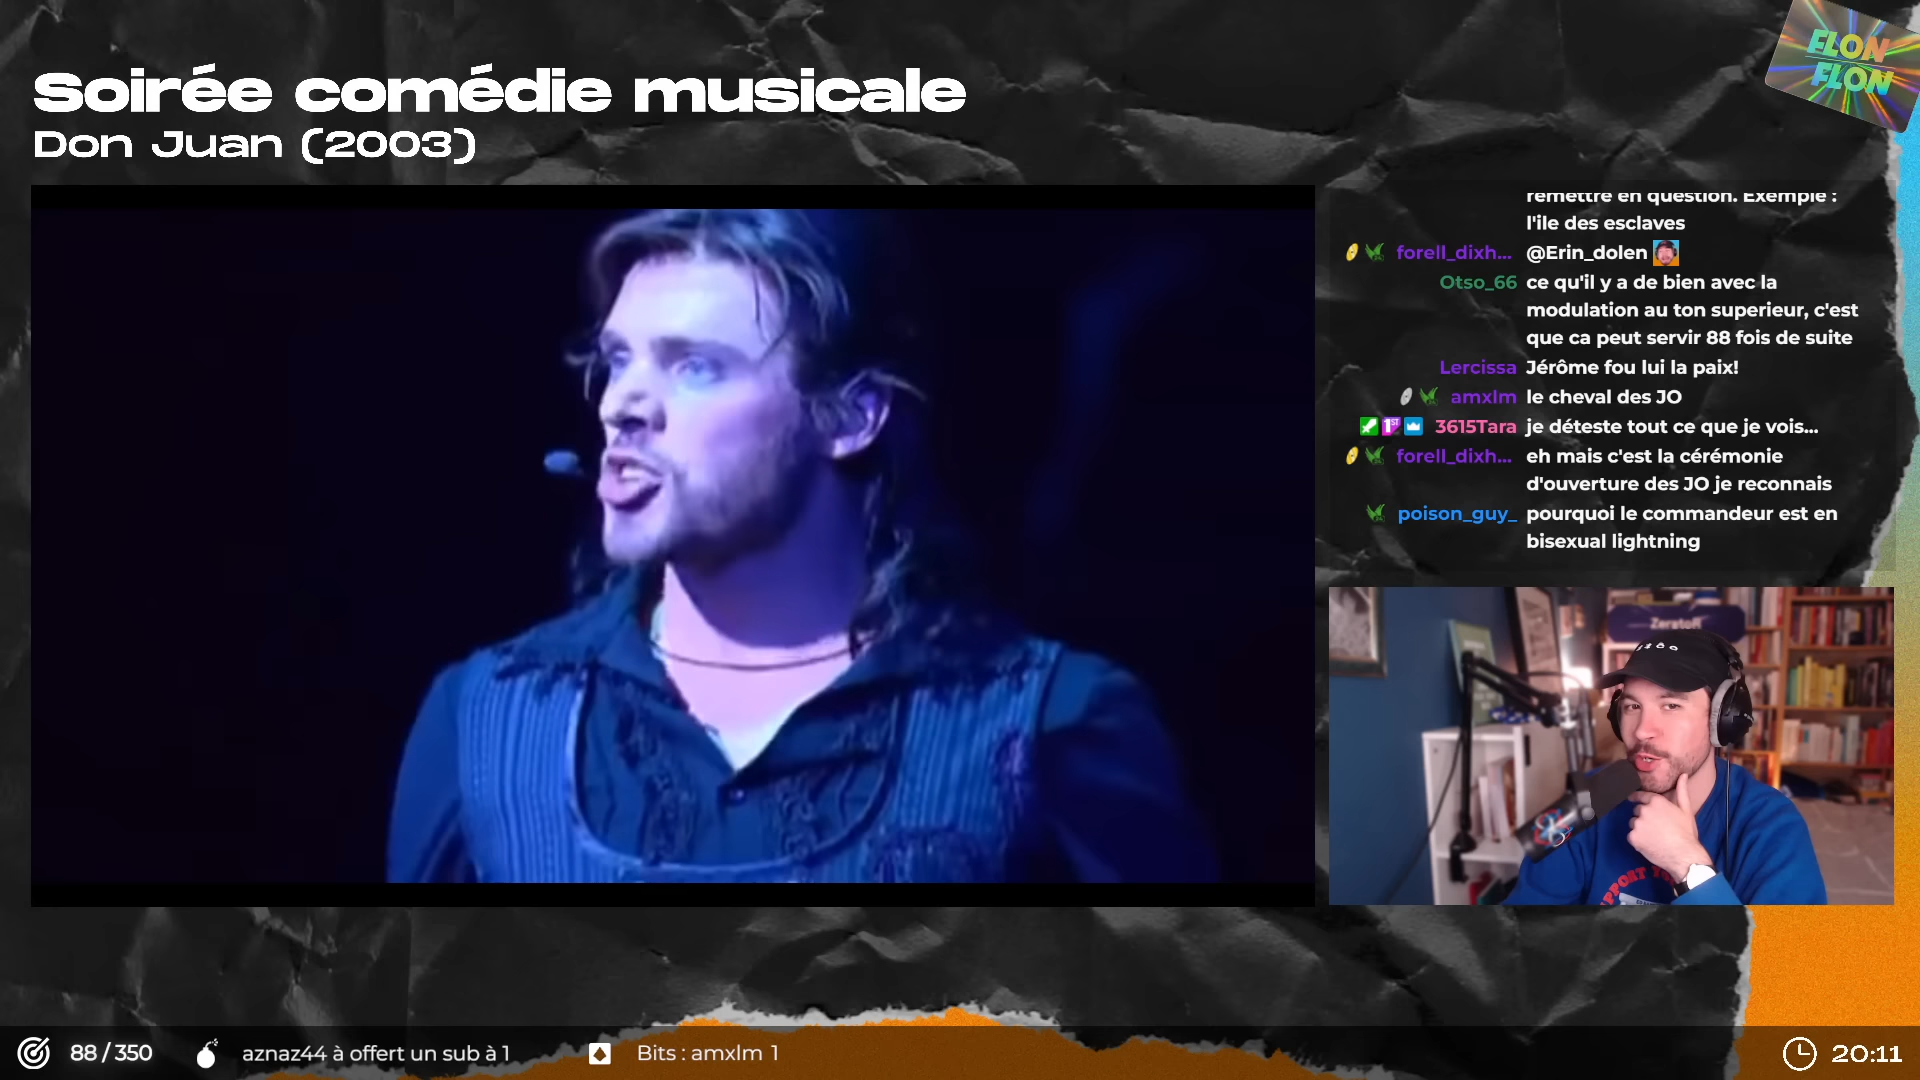 Soirée comédie musicale
Don Juan (2003)
FLON
FLON
remettre en question. Exemple :
l'ile des esclaves
forell_dixh... @Erin_dolen
Otso_66 ce qu'il y a de bien avec la
modulation au ton superieur, c'est
que ca peut servir 88 fois de suite
Lercissa Jérôme fou lui la paix!
amxlm le cheval des JO
1ST 3615Tara je déteste tout ce que je vois...
forell_dixh... eh mais c'est la cérémonie
d'ouverture des JO je reconnais
poison_guy_ pourquoi le commandeur est en
bisexual lightning
ZeratoR
88 / 350
aznaz44 à offert un sub à 1
Bits : amxlm 1
20:11